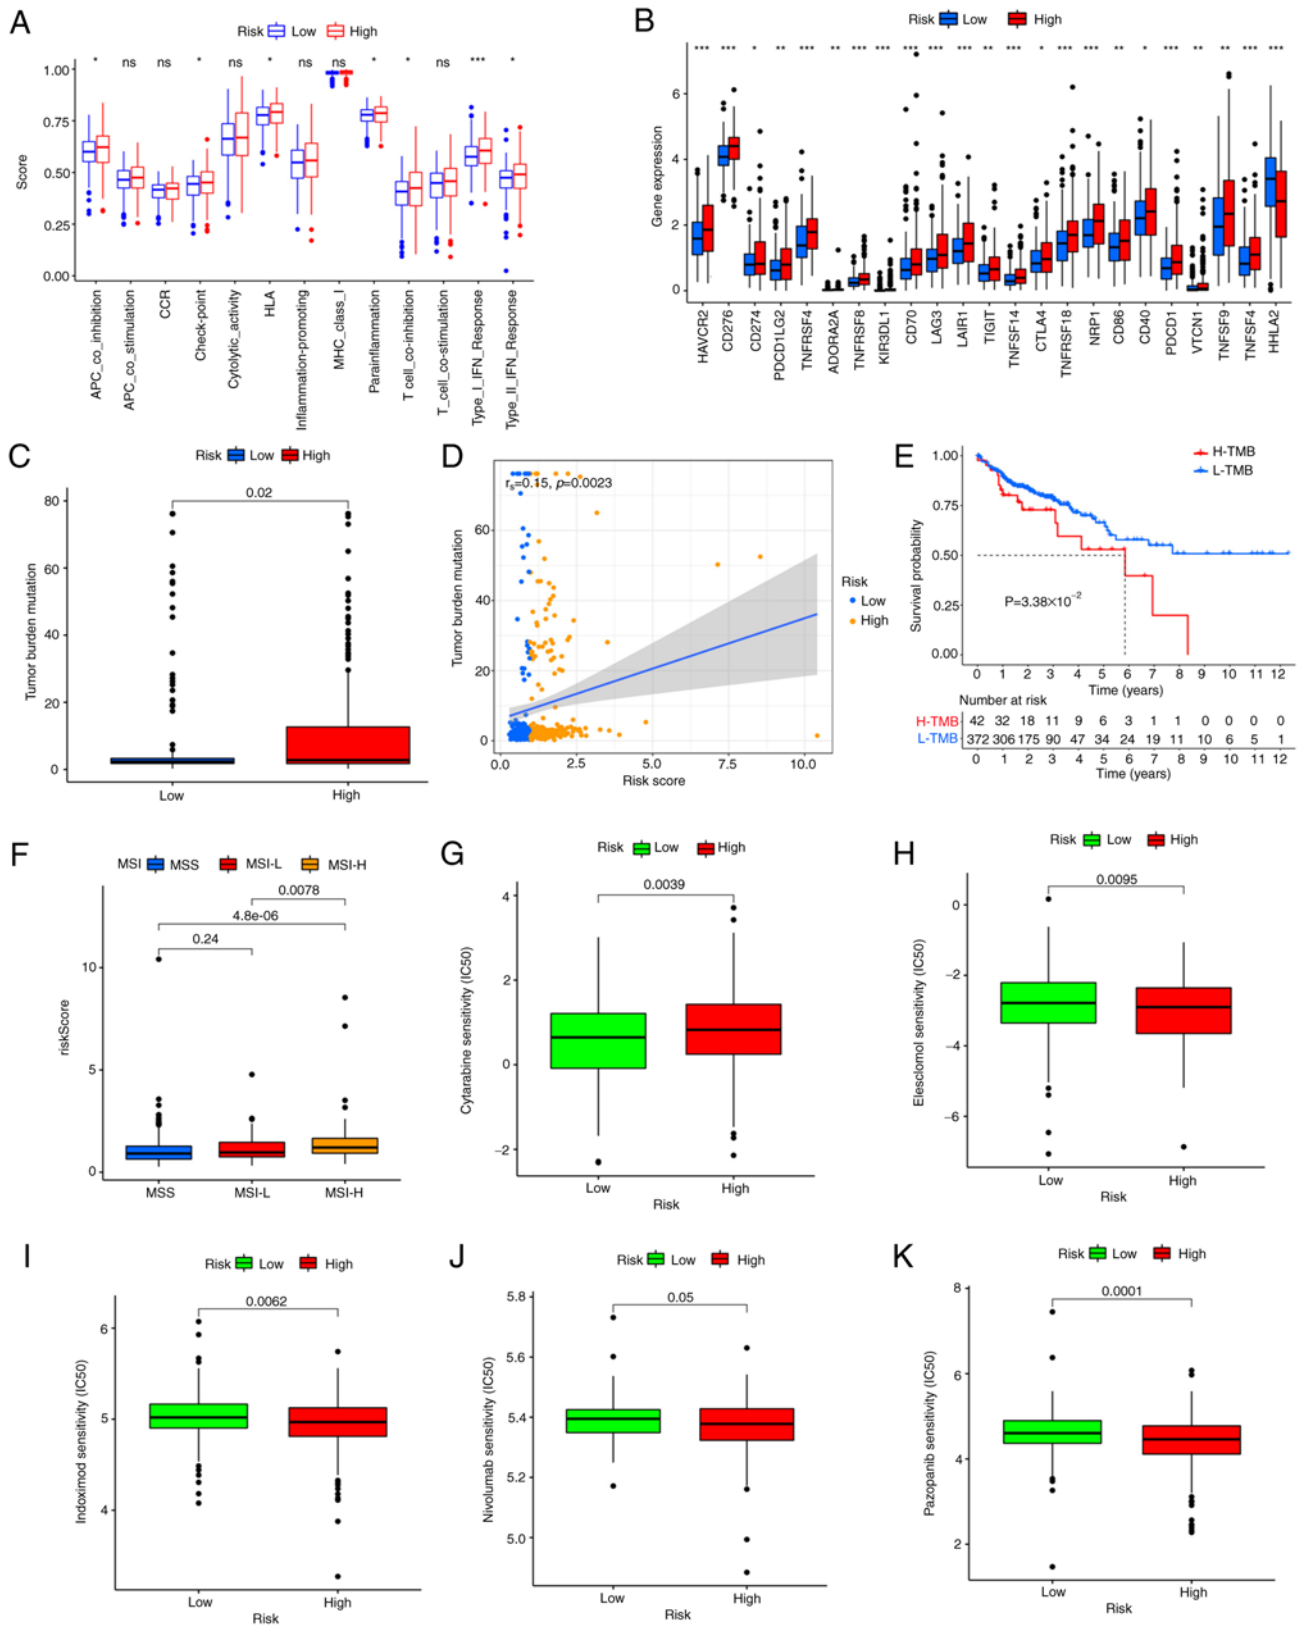 A
Risk Low High
* ns ns * ns * ns ns * * ns *** *
Score
1.00
0.75
0.50
0.25
0.00
APC_co_inhibition
APC_co_stimulation
CCR
Check-point
Cytolytic_activity
HLA
Inflammation-promoting
MHC_class_I
Parainflammation
T cell_co-inhibition
T_cell_co-stimulation
Type_I_IFN_Response
Type_II_IFN_Response
B
Risk Low High
*** *** * ** *** ** *** *** *** *** *** ** *** * *** *** ** * *** ** ** *** ***
Gene expression
6
4
2
0
HAVCR2
CD276
CD274
PDCD1LG2
TNFRSF4
ADORA2A
TNFRSF8
KIR3DL1
CD70
LAG3
LAIR1
TIGIT
TNFSF14
CTLA4
TNFRSF18
NRP1
CD86
CD40
PDCD1
VTCN1
TNFSF9
TNFSF4
HHLA2
C
Risk Low High
0.02
Tumor burden mutation
80
60
40
20
0
Low High
D
rs=0.15, p=0.0023
Tumor burden mutation
60
40
20
0
0.0 2.5 5.0 7.5 10.0
Risk score
Risk
Low
High
E
H-TMB
L-TMB
Survival probability
1.00
0.75
0.50
0.25
0.00
P=3.38×10−2
0 1 2 3 4 5 6 7 8 9 10 11 12
Time (years)
Number at risk
H-TMB 42 32 18 11 9 6 3 1 1 0 0 0 0
L-TMB 372 306 175 90 47 34 24 19 11 10 6 5 1
0 1 2 3 4 5 6 7 8 9 10 11 12
Time (years)
F
MSI MSS MSI-L MSI-H
0.0078
4.8e-06
0.24
riskScore
10
5
0
MSS MSI-L MSI-H
G
Risk Low High
0.0039
Cytarabine sensitivity (IC50)
4
2
0
−2
Low High
Risk
H
Risk Low High
0.0095
Elesclomol sensitivity (IC50)
0
−2
−4
−6
Low High
Risk
I
Risk Low High
0.0062
Indoximod sensitivity (IC50)
6
5
4
Low High
Risk
J
Risk Low High
0.05
Nivolumab sensitivity (IC50)
5.8
5.6
5.4
5.2
5.0
Low High
Risk
K
Risk Low High
0.0001
Pazopanib sensitivity (IC50)
8
6
4
2
Low High
Risk